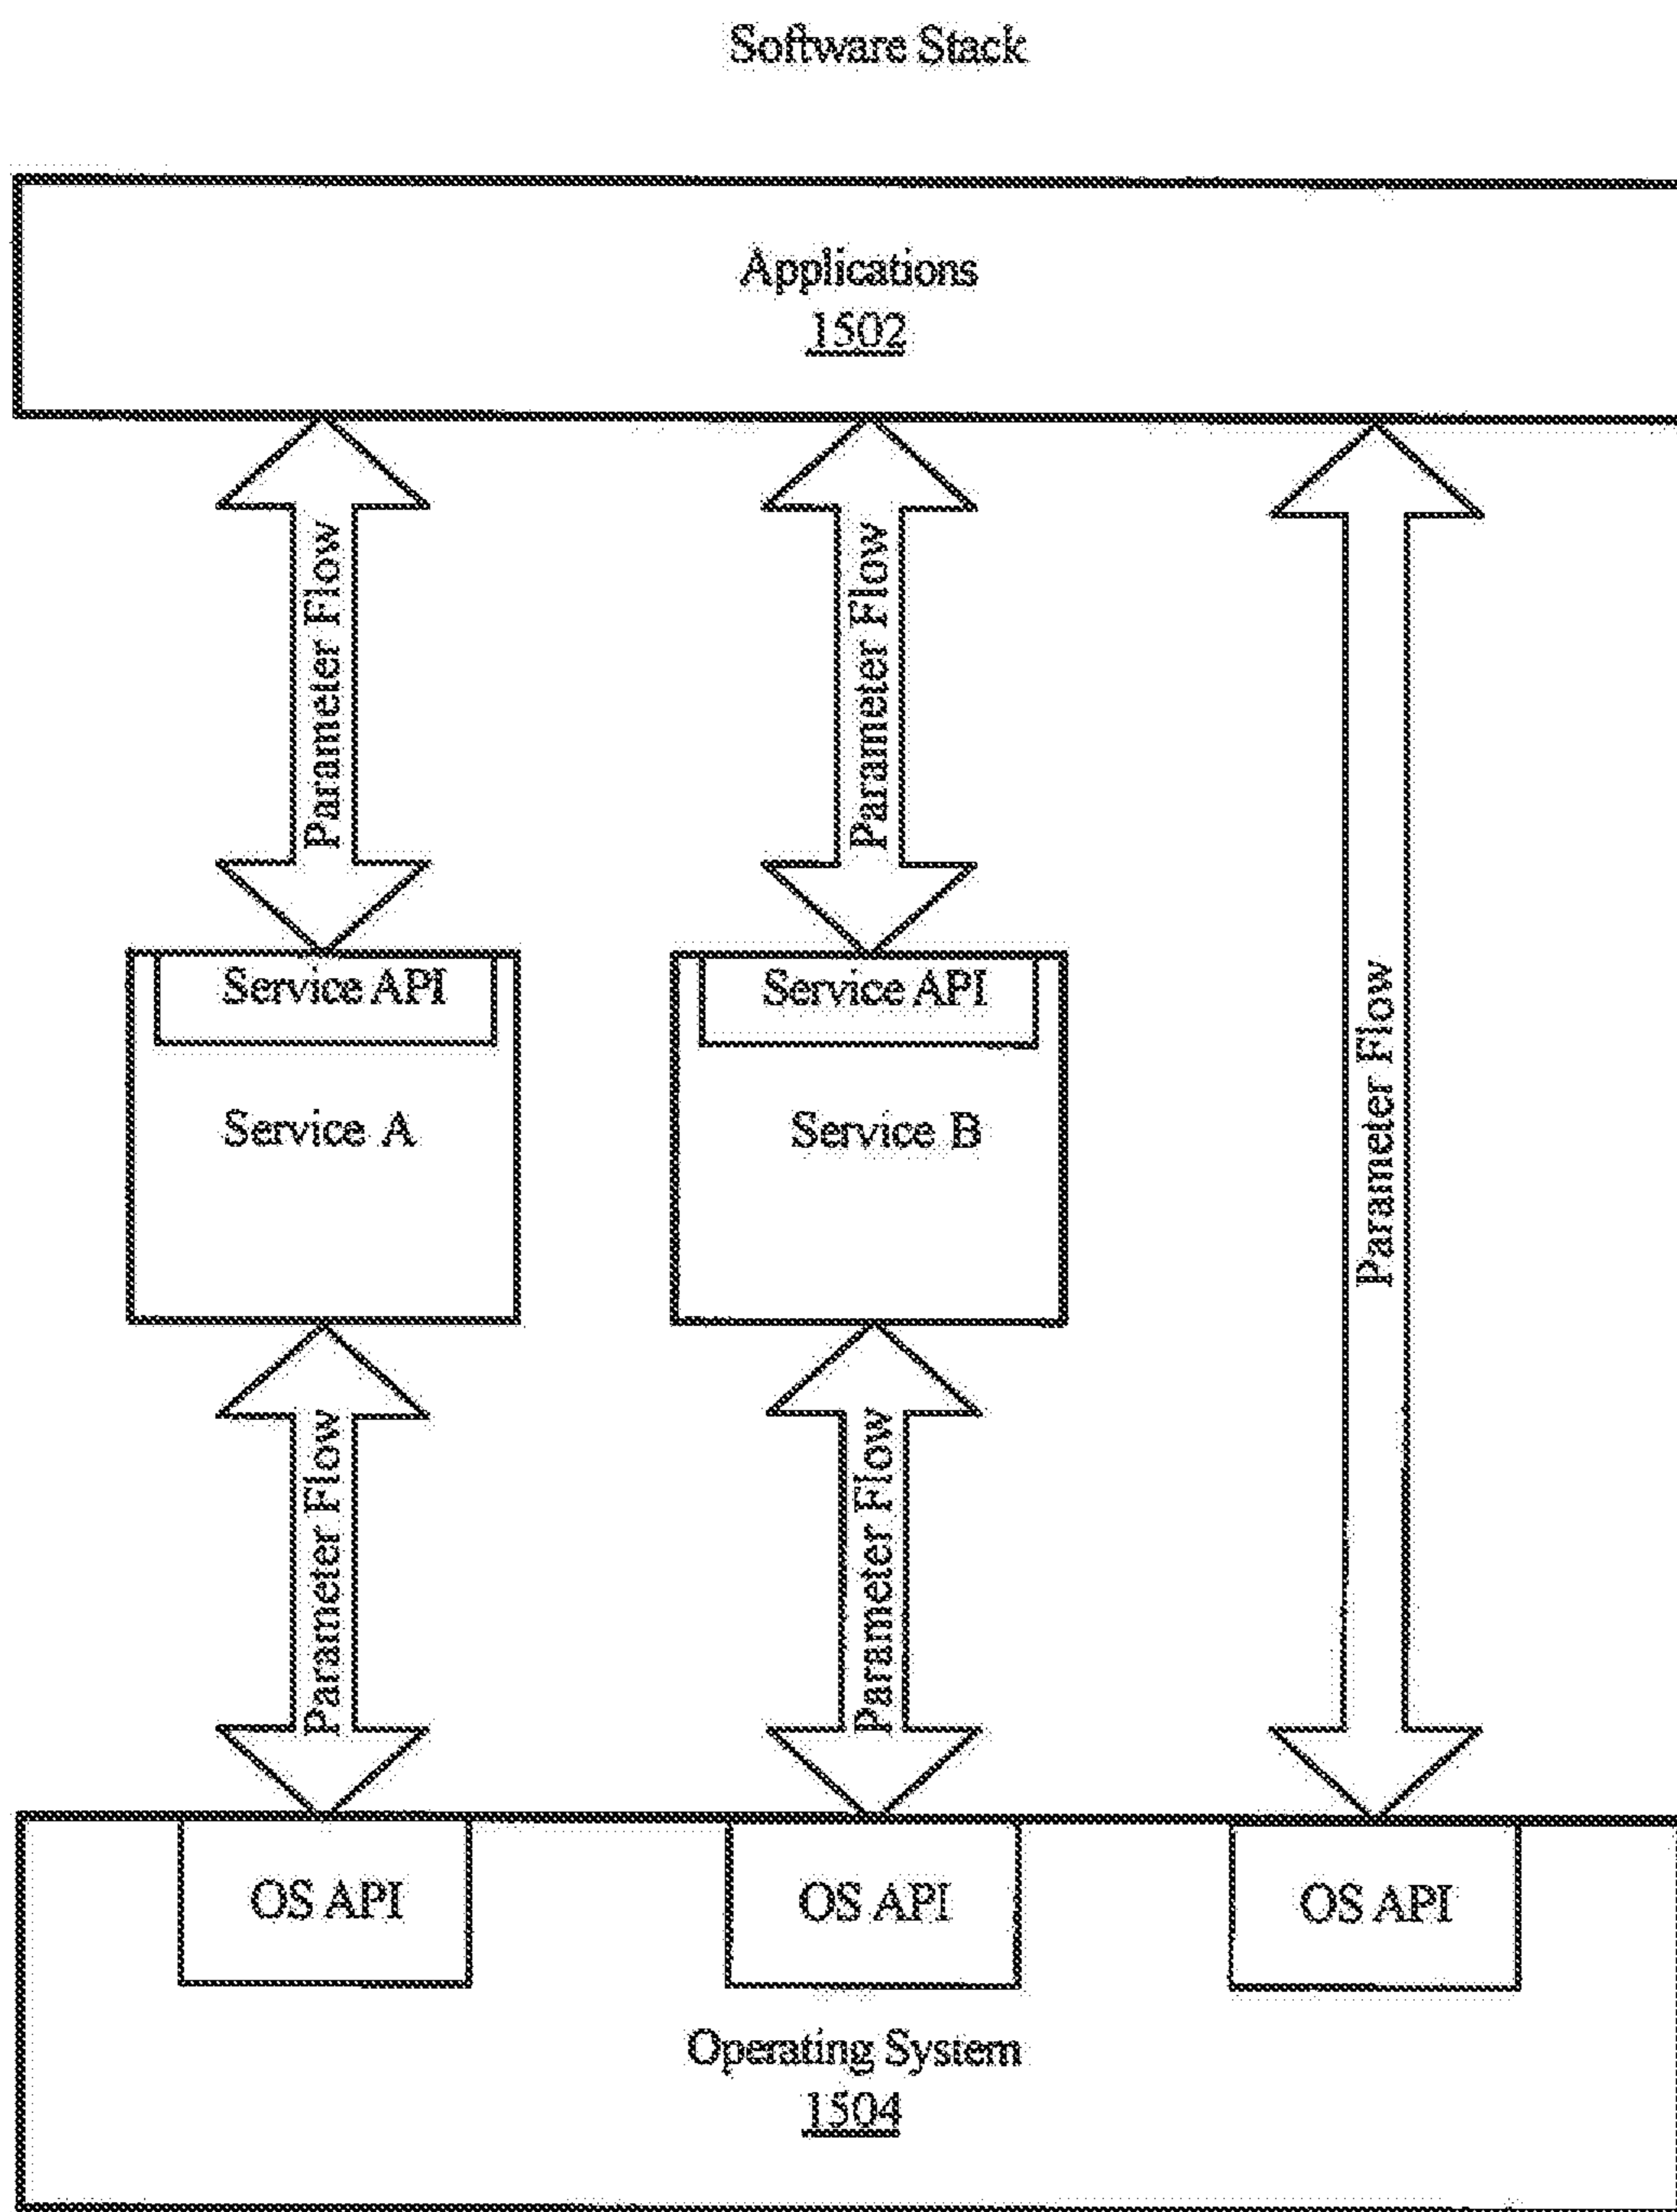 Software Stack
Applications
1502
Parameter Flow
Parameter Flow
Parameter Flow
Service API
Service API
Service A
Service B
Parameter Flow
Parameter Flow
OS API
OS API
OS API
Operating System
1504